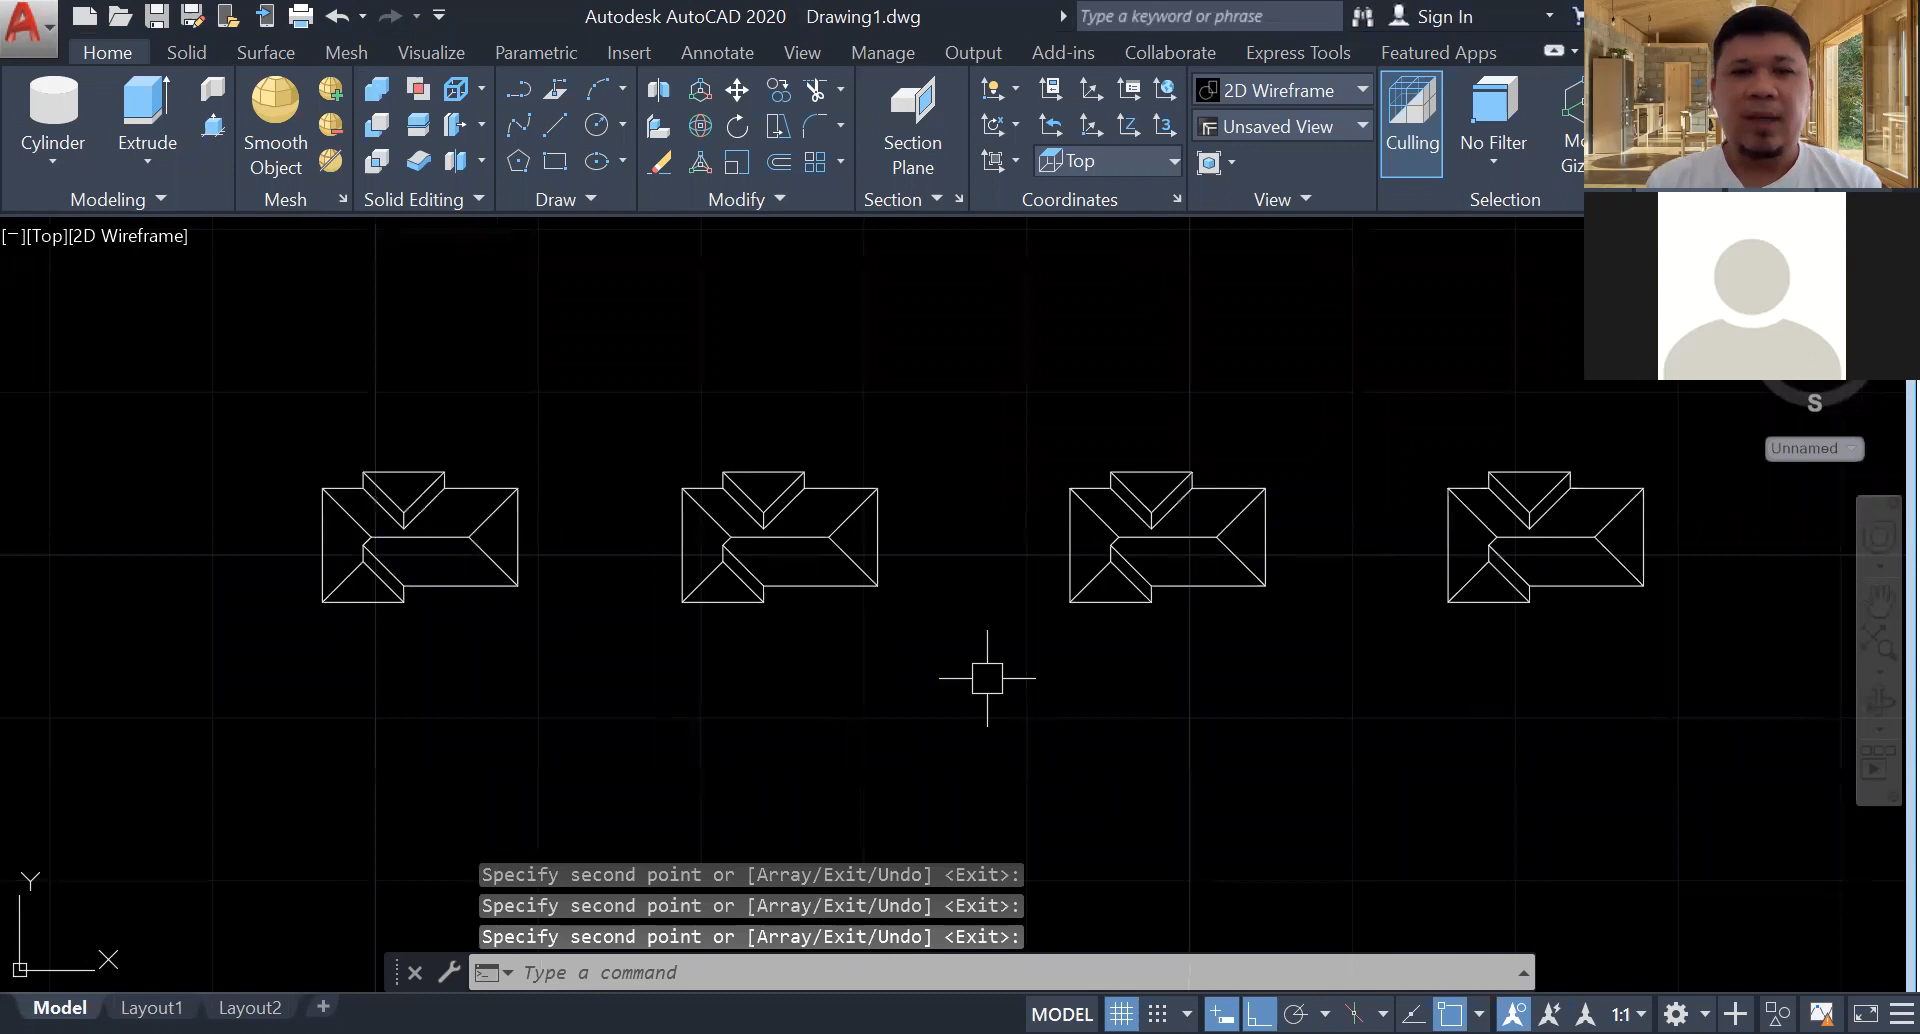 Autodesk AutoCAD 2020 Drawing1.dwg
Type a keyword or phrase
Sign In
Home Solid Surface Mesh Visualize Parametric Insert Annotate View Manage Output Add-ins Collaborate Express Tools Featured Apps
Cylinder
Extrude
Smooth
Object
Section
Plane
2D Wireframe
Unsaved View
Top
Culling
No Filter
Modeling
Mesh
Solid Editing
Draw
Modify
Section
Coordinates
View
Selection
[−][Top][2D Wireframe]
S
Unnamed
Y
X
Specify second point or [Array/Exit/Undo] <Exit>:
Specify second point or [Array/Exit/Undo] <Exit>:
Specify second point or [Array/Exit/Undo] <Exit>:
Type a command
Model Layout1 Layout2
MODEL
1:1